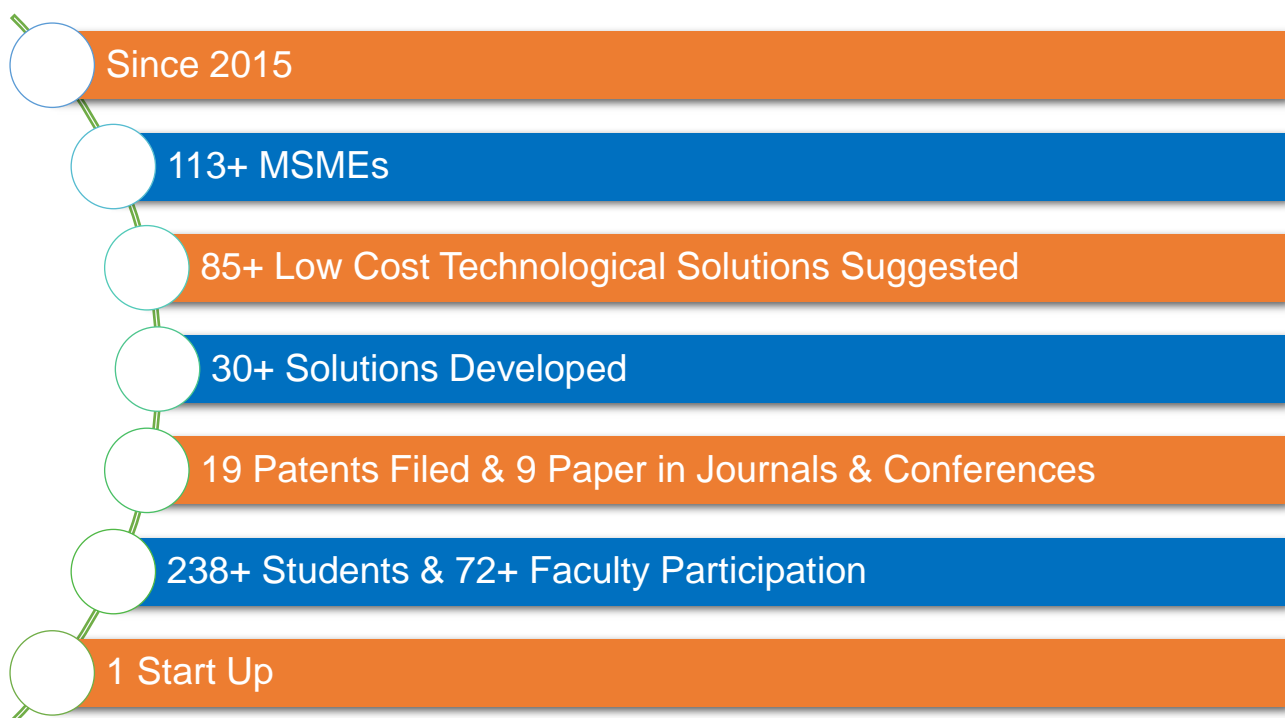 Since 2015
113+ MSMEs
85+ Low Cost Technological Solutions Suggested
30+ Solutions Developed
19 Patents Filed & 9 Paper in Journals & Conferences
238+ Students & 72+ Faculty Participation
1 Start Up